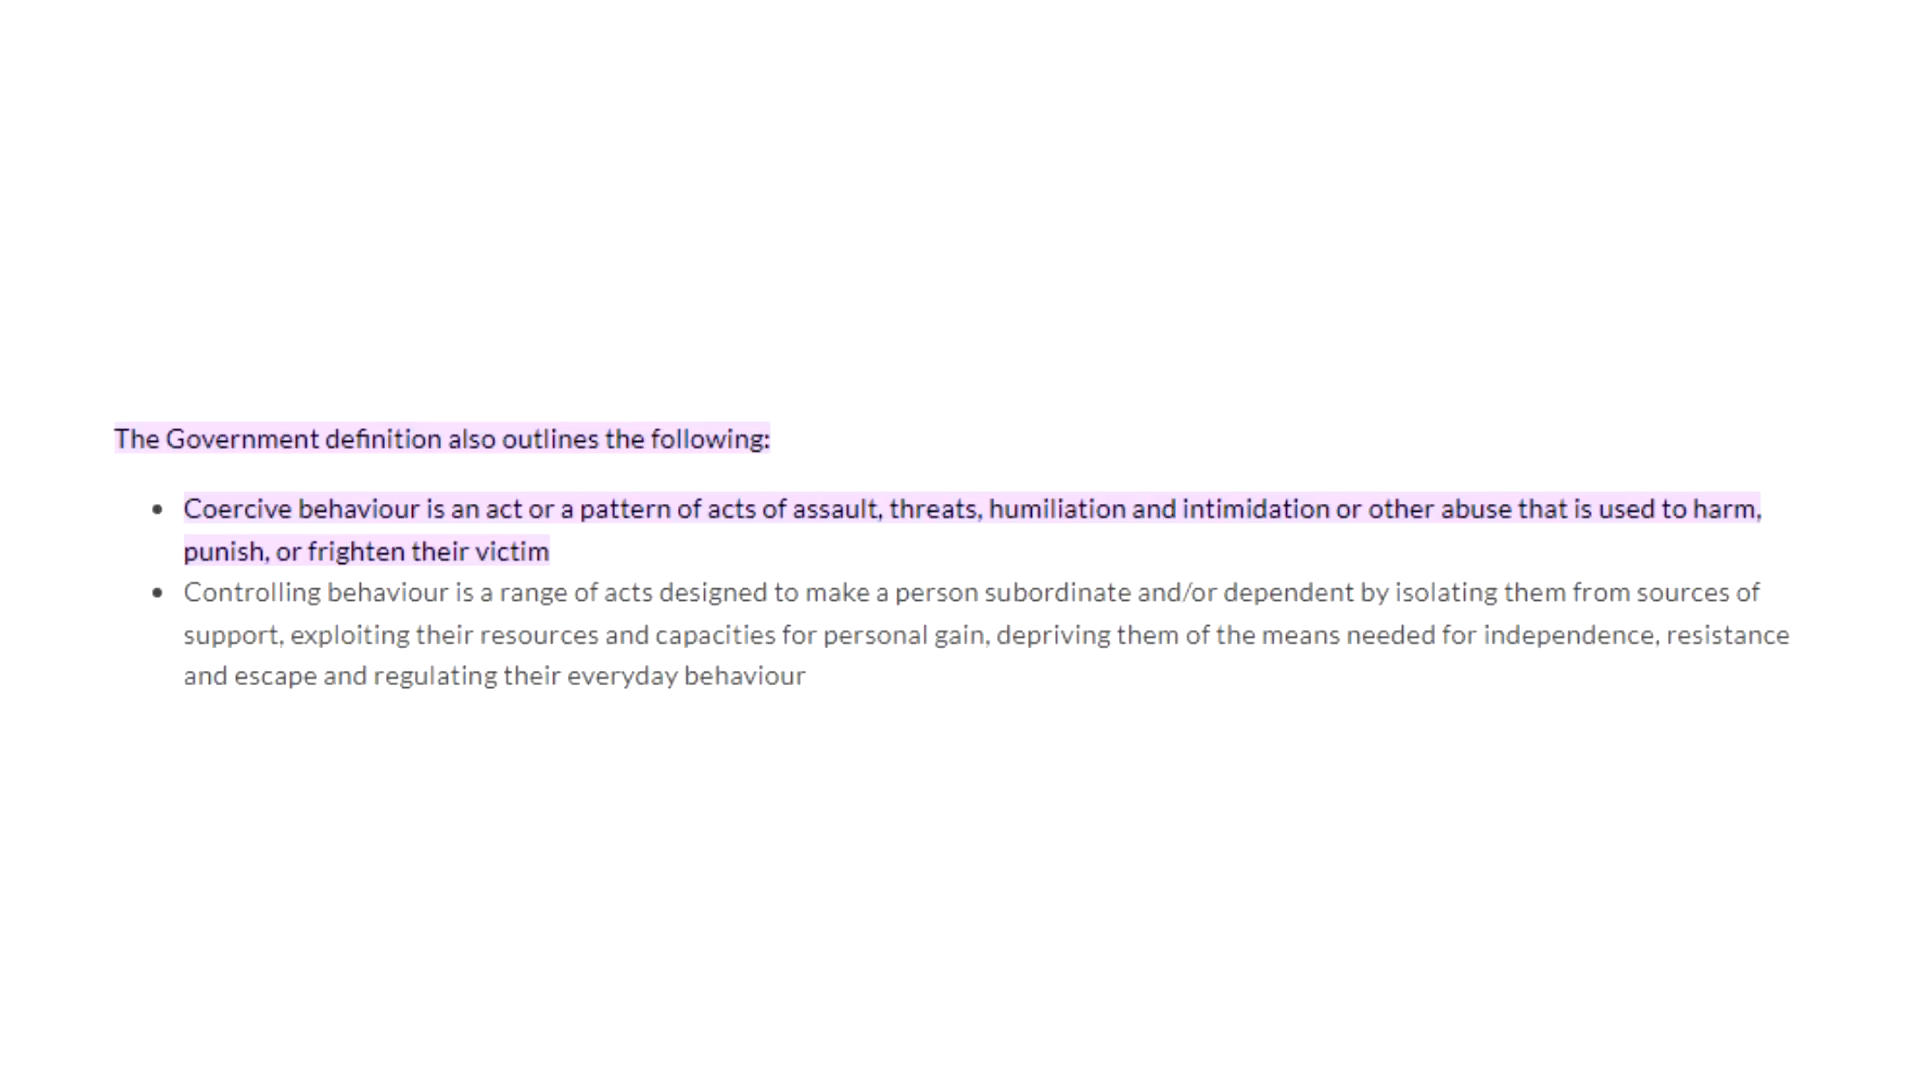 The Government definition also outlines the following:
• Coercive behaviour is an act or a pattern of acts of assault, threats, humiliation and intimidation or other abuse that is used to harm,
punish, or frighten their victim
• Controlling behaviour is a range of acts designed to make a person subordinate and/or dependent by isolating them from sources of
support, exploiting their resources and capacities for personal gain, depriving them of the means needed for independence, resistance
and escape and regulating their everyday behaviour